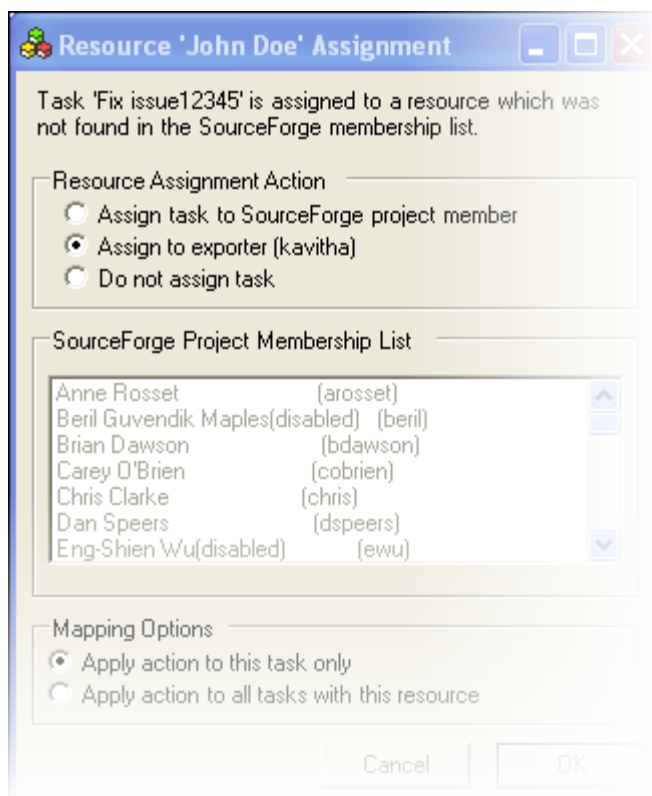 Resource 'John Doe' Assignment
Task 'Fix issue12345' is assigned to a resource which was
not found in the SourceForge membership list.
Resource Assignment Action
Assign task to SourceForge project member
Assign to exporter (kavitha)
Do not assign task
SourceForge Project Membership List
Anne Rosset (arosset)
Beril Guvendik Maples(disabled) (beril)
Brian Dawson (bdawson)
Carey O'Brien (cobrien)
Chris Clarke (chris)
Dan Speers (dspeers)
Eng-Shien Wu(disabled) (ewu)
Mapping Options
Apply action to this task only
Apply action to all tasks with this resource
Cancel OK